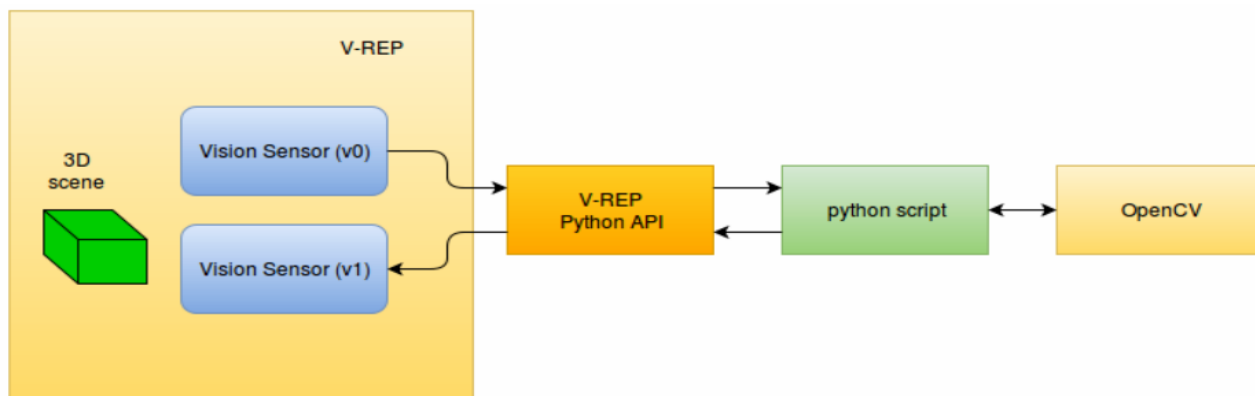 V-REP
3D
scene
Vision Sensor (v0)
Vision Sensor (v1)
V-REP
Python API
python script
OpenCV